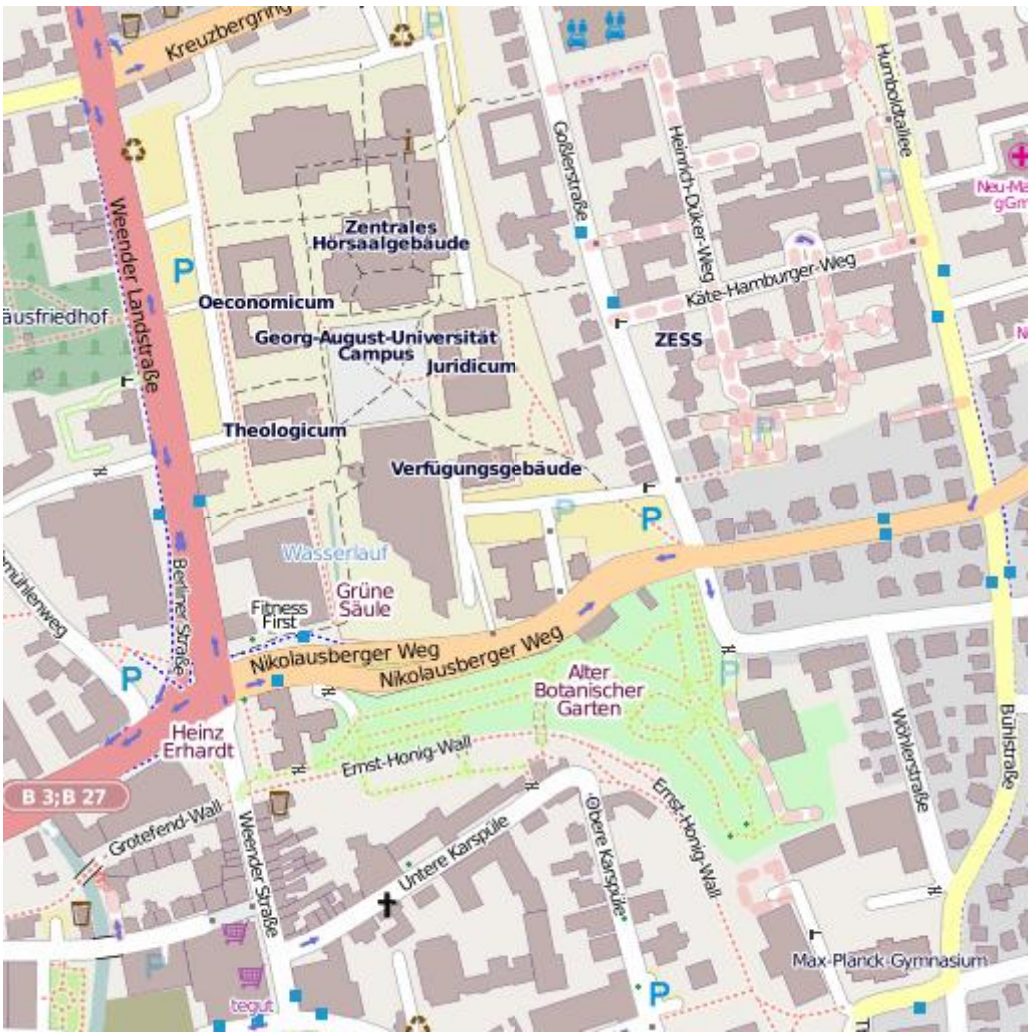 Kreuzbergring
P
Humboldtallee
Goßlerstraße
Heinrich-Düker-Weg
Neu-Ma
gGm
Weender Landstraße
Zentrales
Hörsaalgebäude
P
Käte-Hamburger-Weg
P
Oeconomicum
äusfriedhof
Georg-August-Universität
Campus
ZESS
N
Juridicum
Theologicum
P
Verfügungsgebäude
P
P
Wasserlauf
Berliner Straße
Grüne
Säule
Fitness
First
mühlenweg
Nikolausberger Weg
Nikolausberger Weg
P
Alter
Botanischer
Garten
P
Heinz
Erhardt
Wöhlerstraße
Bühlstraße
Ernst-Honig-Wall
B 3;B 27
Grotefend-Wall
Weender Straße
Untere Karspüle
Obere Karspüle
Ernst-Honig-Wall
P
Max-Planck-Gymnasium
P
tegut